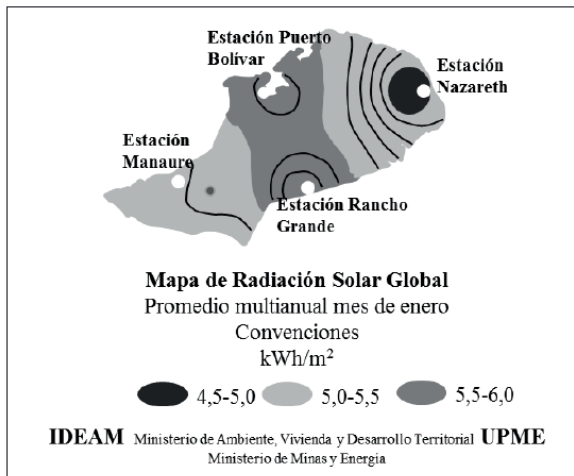 Estación Puerto
Bolívar
Estación
Nazareth
Estación
Manaure
Estación Rancho
Grande
Mapa de Radiación Solar Global
Promedio multianual mes de enero
Convenciones
kWh/m²
4,5-5,0 5,0-5,5 5,5-6,0
IDEAM Ministerio de Ambiente, Vivienda y Desarrollo Territorial UPME
Ministerio de Minas y Energia